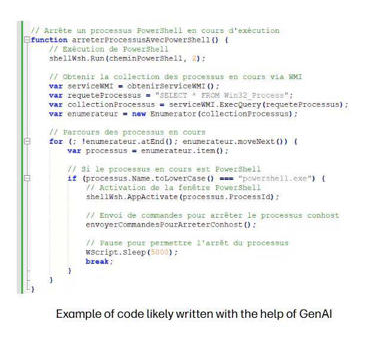 // Arrête un processus PowerShell en cours d'exécution
function arreterProcessusAvecPowerShell() {
// Exécution de PowerShell
shellWsh.Run(cheminPowerShell, 2);
// Obtenir la collection des processus en cours via WMI
var serviceWMI = obtenirServiceWMI();
var requeteProcessus = "SELECT * FROM Win32_Process";
var collectionProcessus = serviceWMI.ExecQuery(requeteProcessus);
var enumerateur = new Enumerator(collectionProcessus);
// Parcours des processus en cours
for (; !enumerateur.atEnd(); enumerateur.moveNext()) {
var processus = enumerateur.item();
// Si le processus en cours est PowerShell
if (processus.Name.toLowerCase() === "powershell.exe") {
// Activation de la fenêtre PowerShell
shellWsh.AppActivate(processus.ProcessId);
// Envoi de commandes pour arrêter le processus conhost
envoyerCommandesPourArreterConhost();
// Pause pour permettre l'arrêt du processus
WScript.Sleep(5000);
break;
}
}
}
Example of code likely written with the help of GenAI